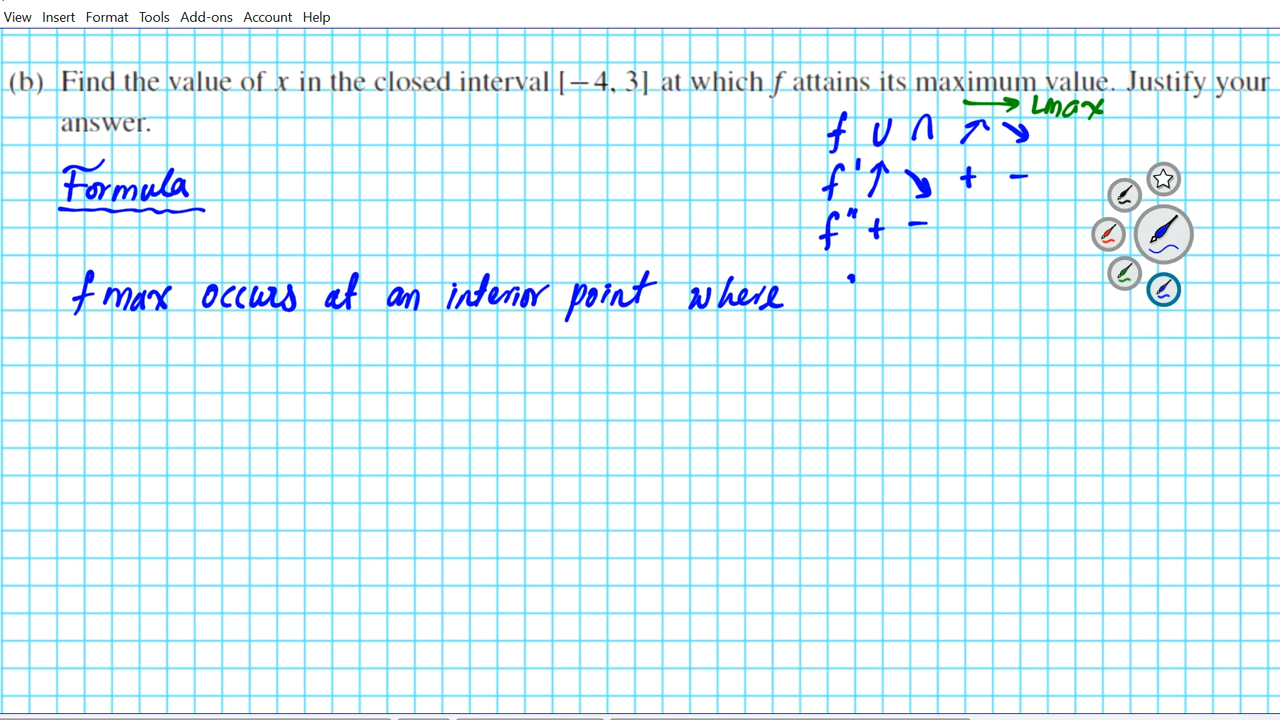 View Insert Format Tools Add-ons Account Help
(b) Find the value of x in the closed interval [−4, 3] at which f attains its maximum value. Justify your
answer.
→ Lmax
f ∪ ∩ ↗ ↘
Formula
f' ↗ ↘ + −
f" + −
f max occurs at an interior point where